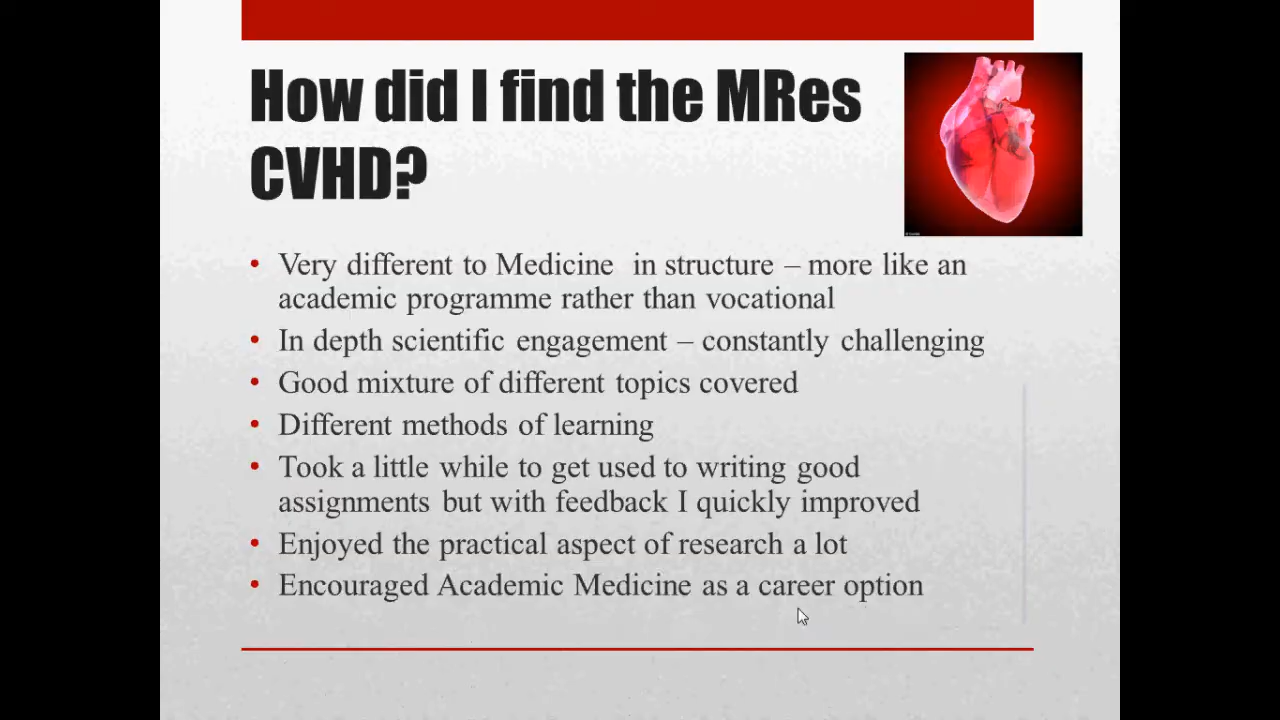 How did I find the MRes
CVHD?
• Very different to Medicine  in structure – more like an
academic programme rather than vocational
• In depth scientific engagement – constantly challenging
• Good mixture of different topics covered
• Different methods of learning
• Took a little while to get used to writing good
assignments but with feedback I quickly improved
• Enjoyed the practical aspect of research a lot
• Encouraged Academic Medicine as a career option